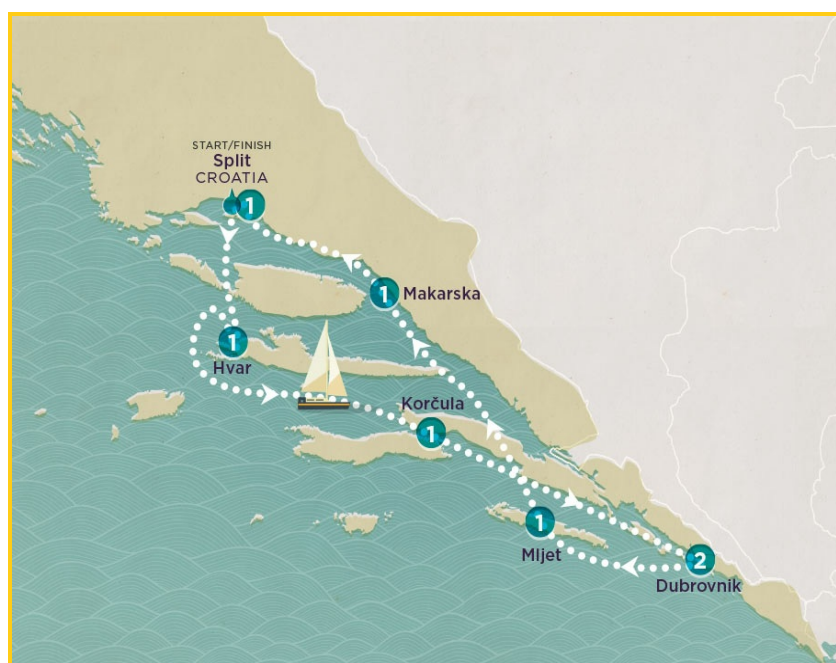 START/FINISH
Split
CROATIA
1
1
Makarska
1
Hvar
Korčula
1
1
Mljet
2
Dubrovnik